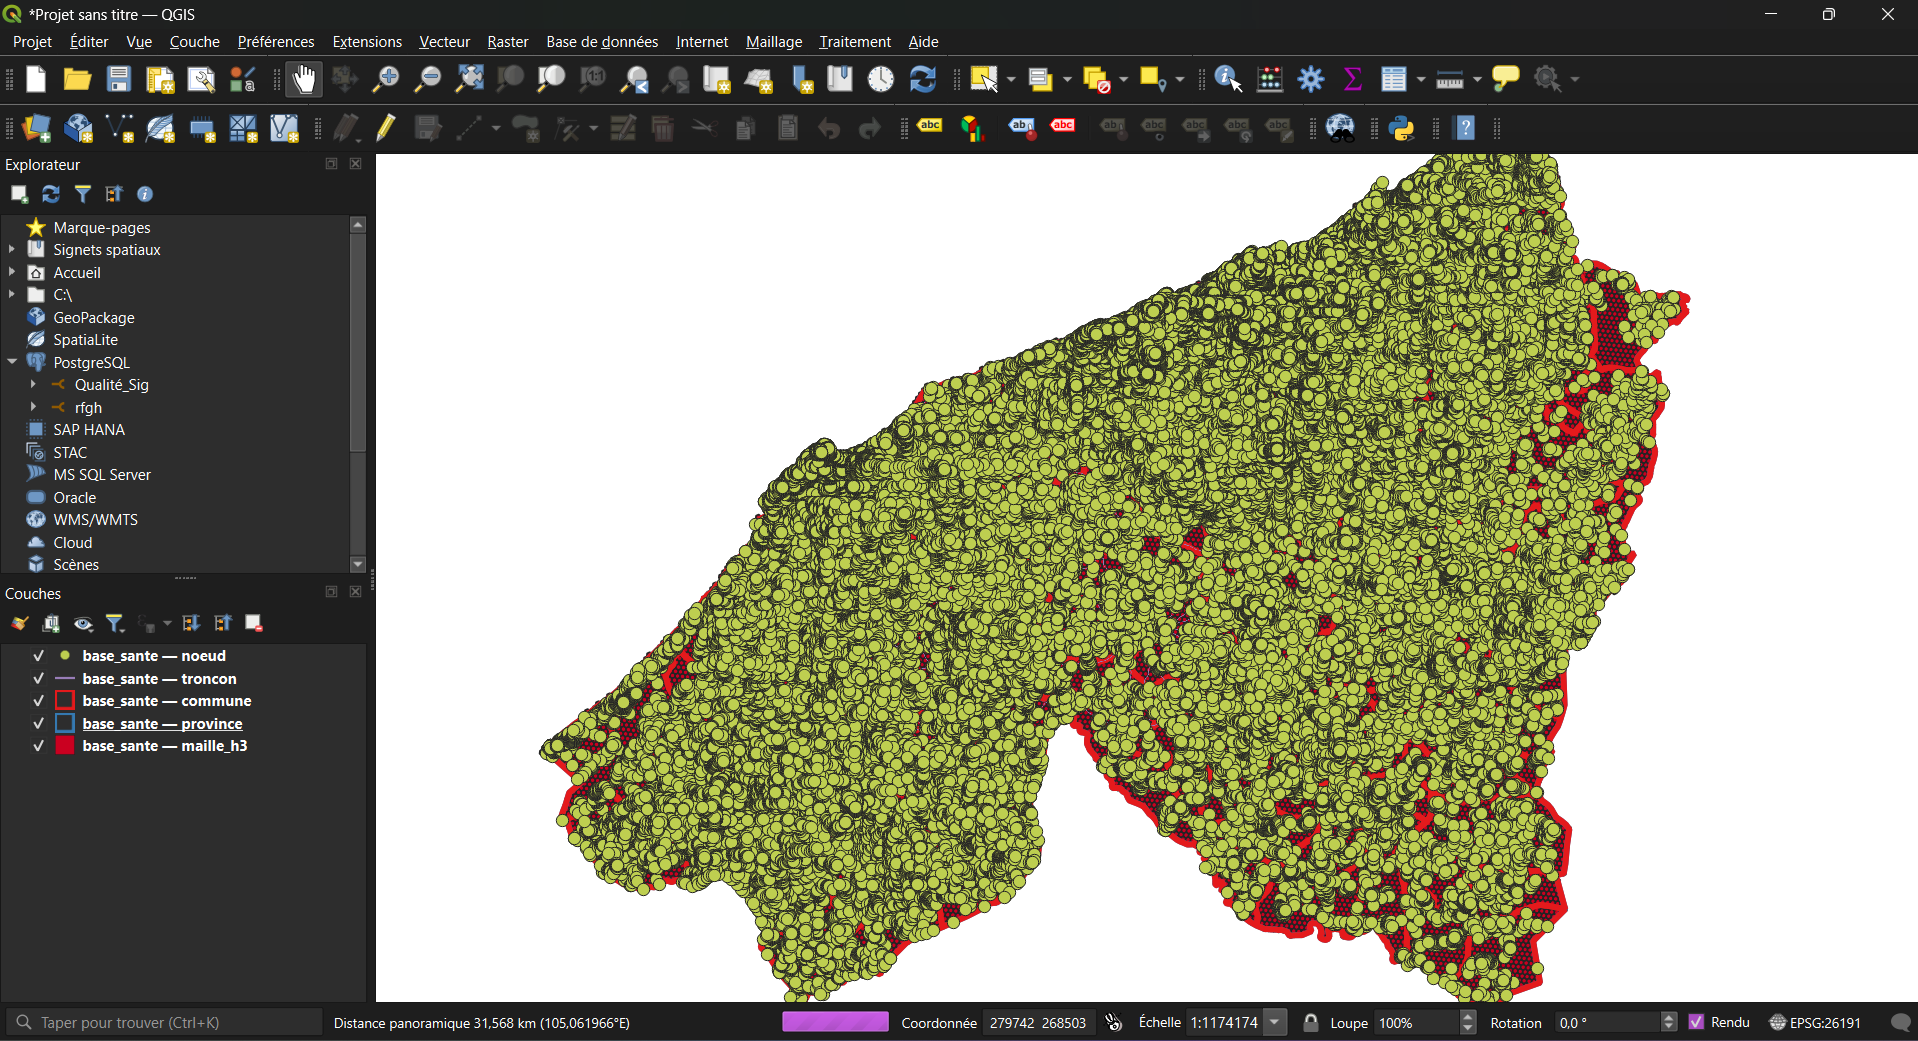 *Projet sans titre — QGIS
Projet Éditer Vue Couche Préférences Extensions Vecteur Raster Base de données Internet Maillage Traitement Aide
Explorateur
Marque-pages
Signets spatiaux
Accueil
C:\
GeoPackage
SpatiaLite
PostgreSQL
Qualité_Sig
rfgh
SAP HANA
STAC
MS SQL Server
Oracle
WMS/WMTS
Cloud
Scènes
Couches
base_sante — noeud
base_sante — troncon
base_sante — commune
base_sante — province
base_sante — maille_h3
Taper pour trouver (Ctrl+K) Distance panoramique 31,568 km (105,061966°E) Coordonnée 279742 268503 Échelle 1:1174174 Loupe 100% Rotation 0,0 ° Rendu EPSG:26191